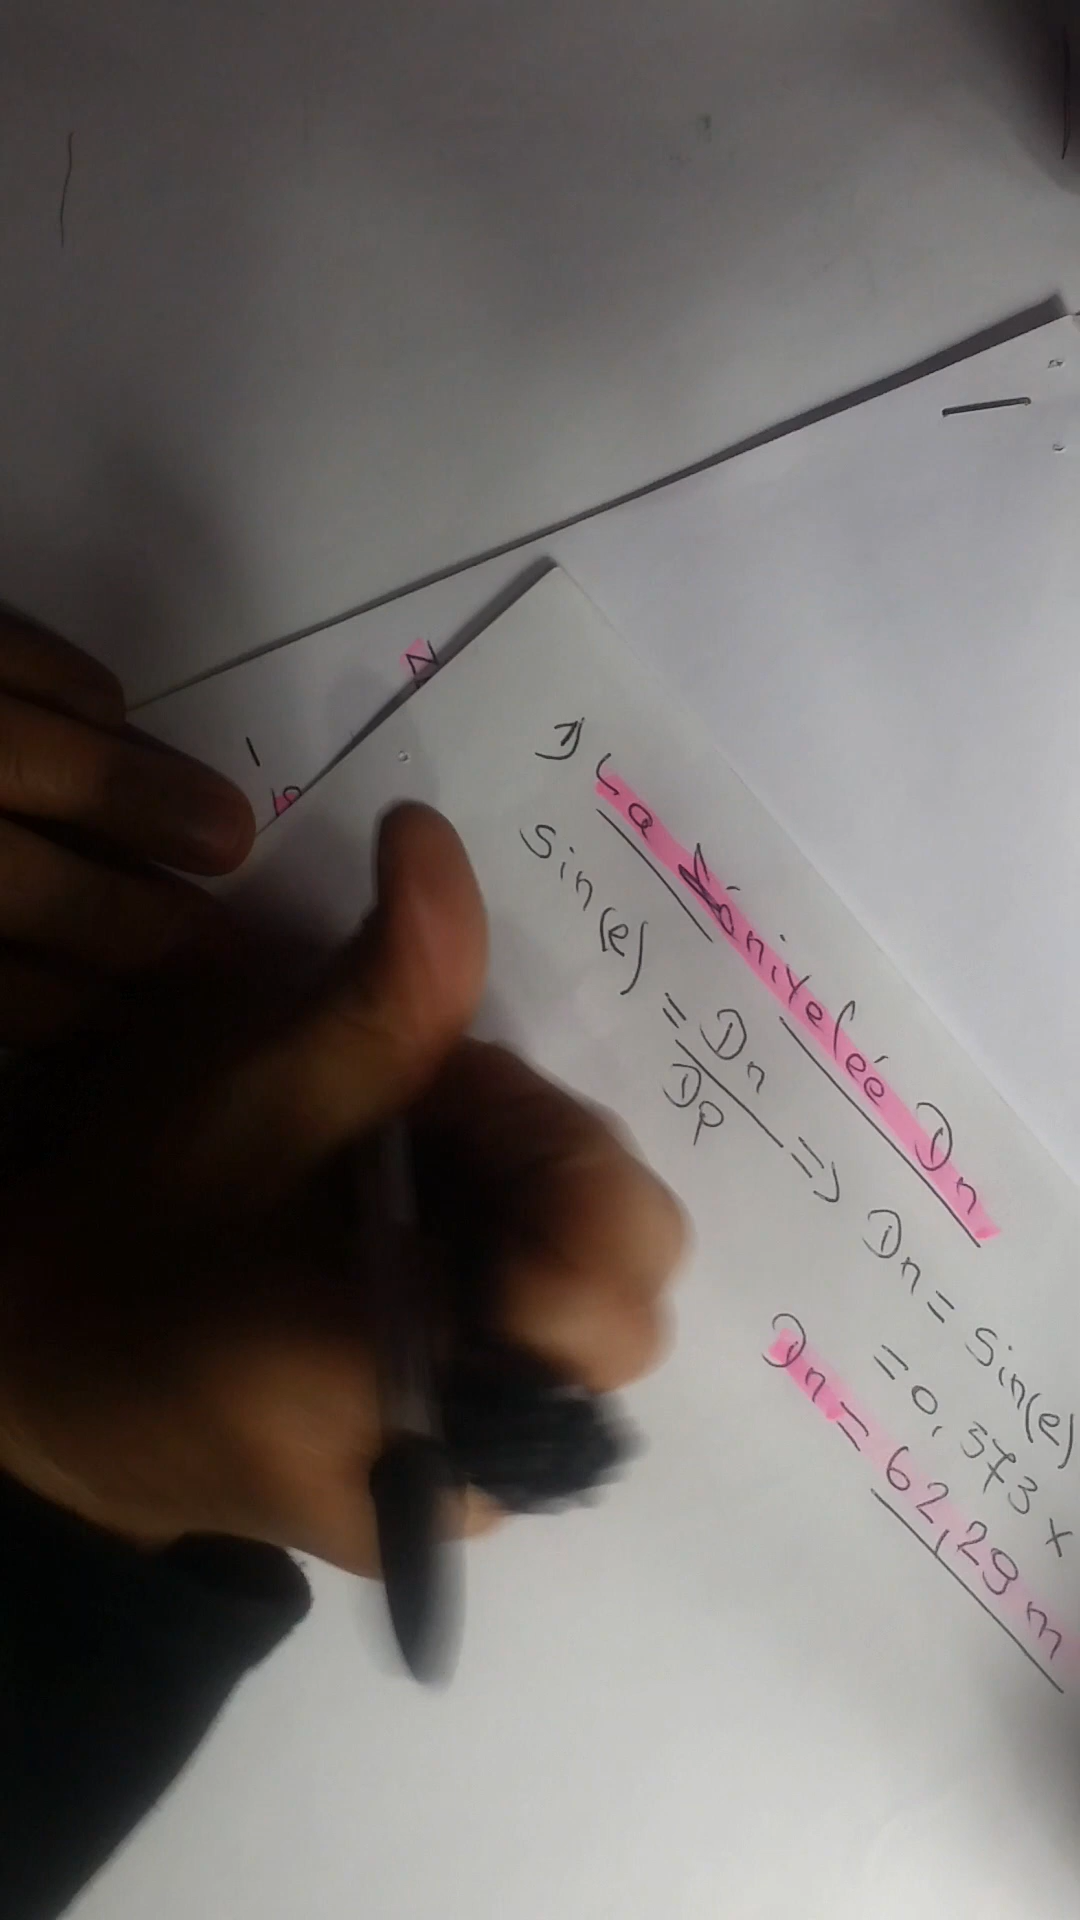 N
1) La dénivelée Dn
Sin(e) = Dn / DP => Dn = Sin(e)
= 0,573 x
Dn = 62,29 m